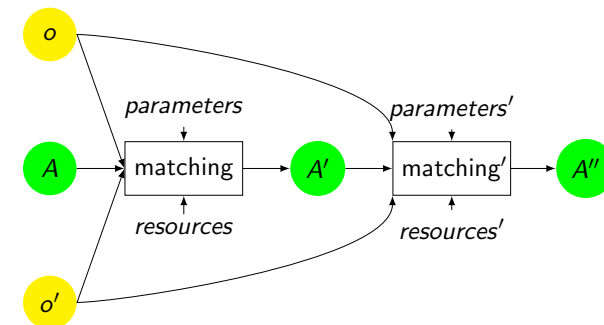 o
parameters
parameters′
A
matching
A′
matching′
A″
resources
resources′
o′